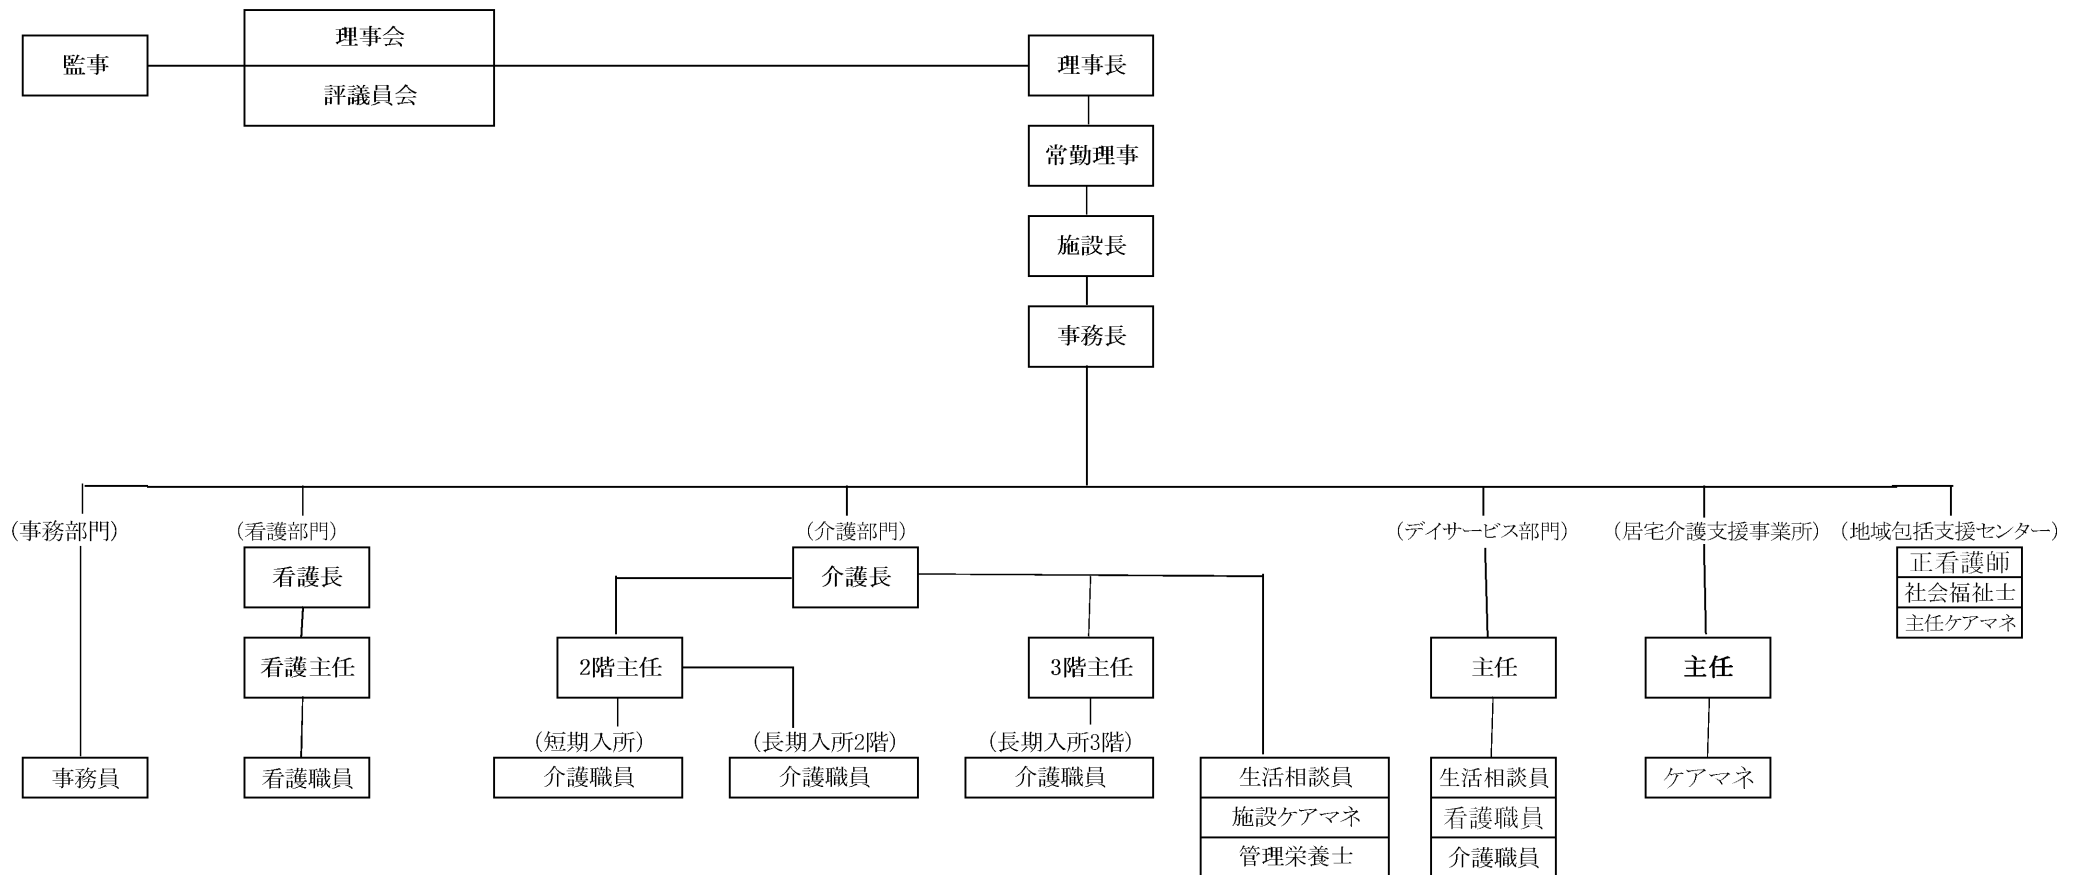 監事
理事会
評議員会
理事長
常勤理事
施設長
事務長
(事務部門)
(看護部門)
(介護部門)
(デイサービス部門)
(居宅介護支援事業所)
(地域包括支援センター)
看護長
介護長
正看護師
社会福祉士
主任ケアマネ
看護主任
2階主任
3階主任
主任
主任
(短期入所)
(長期入所2階)
(長期入所3階)
事務員
看護職員
介護職員
介護職員
介護職員
生活相談員
施設ケアマネ
管理栄養士
生活相談員
看護職員
介護職員
ケアマネ